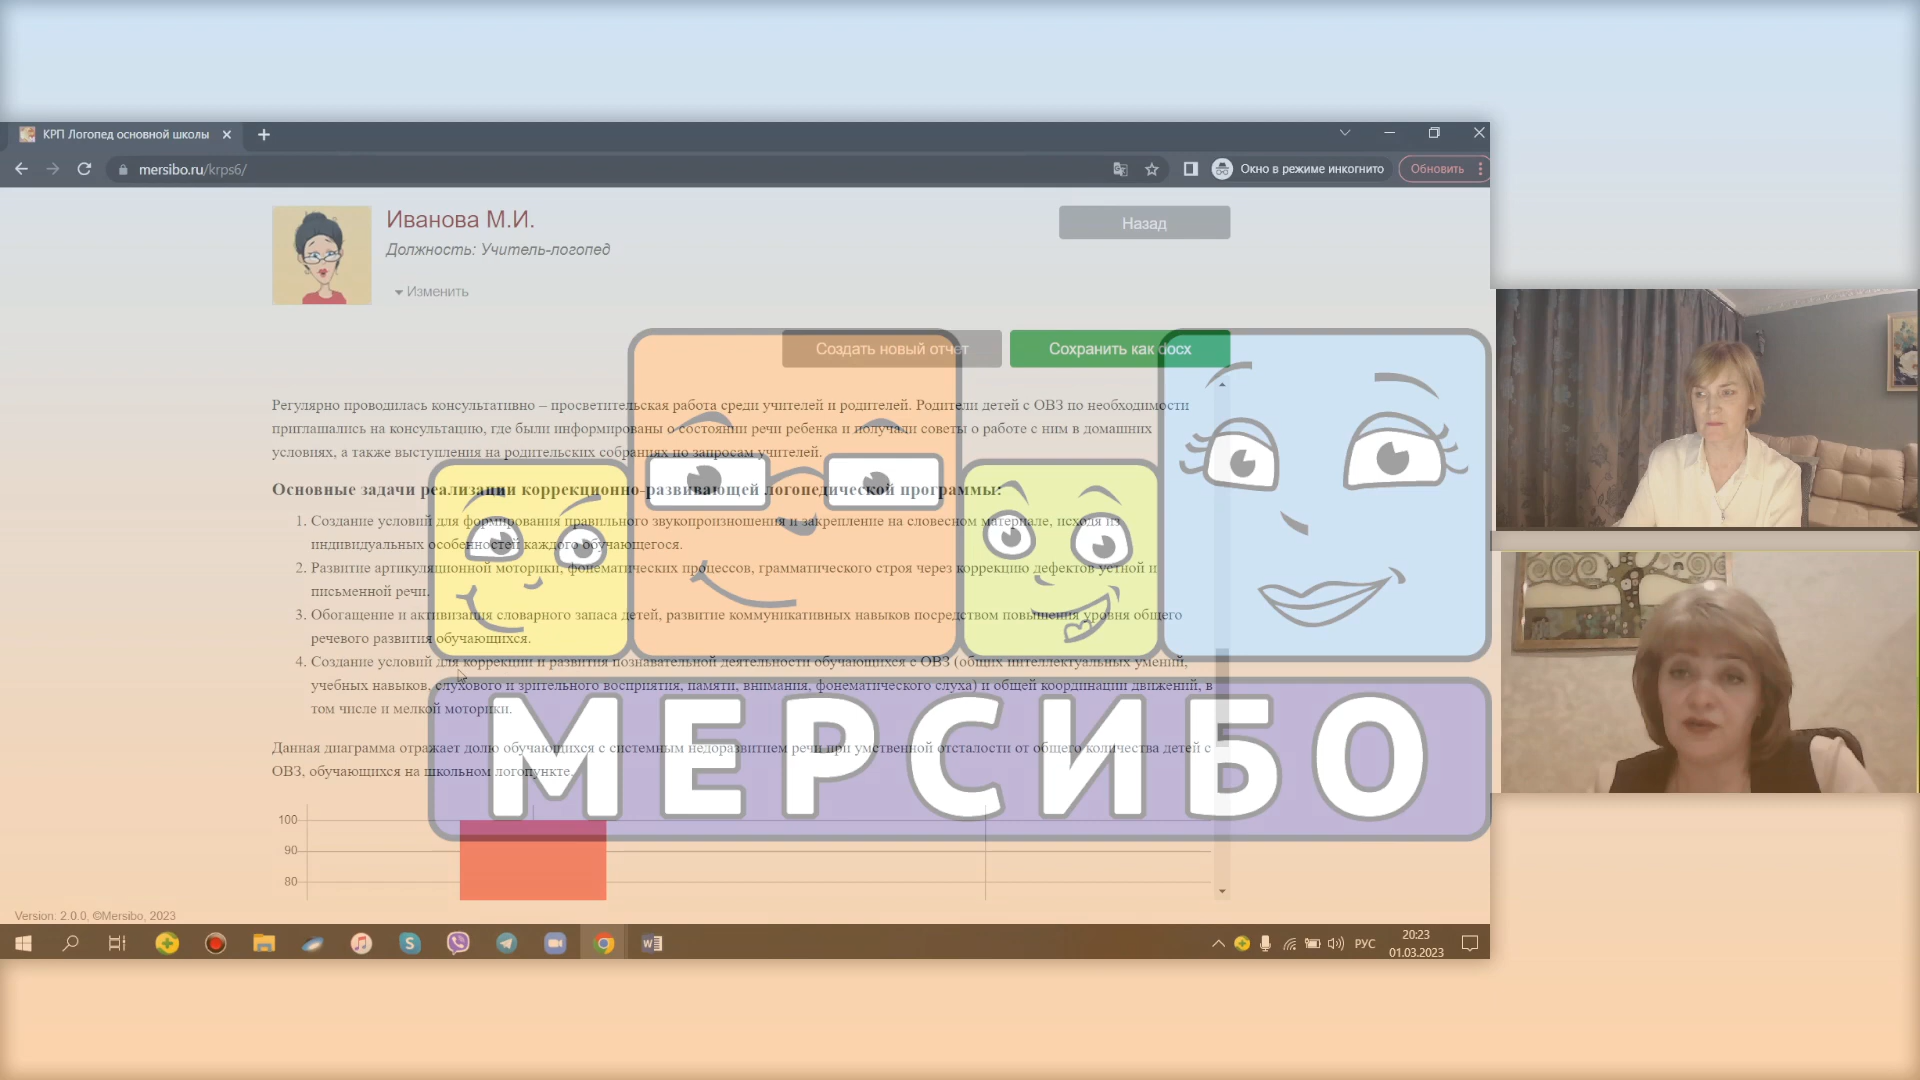 КРП Логопед основной школы
mersibo.ru/krps6/
Окно в режиме инкогнито
Обновить
Иванова М.И.
Должность: Учитель-логопед
Изменить
Назад
Создать новый отчет
Сохранить как docx
Регулярно проводилась консультативно – просветительская работа среди учителей и родителей. Родители детей с ОВЗ по необходимости
приглашались на консультацию, где были информированы о состоянии речи ребенка и получали советы о работе с ним в домашних
условиях, а также выступления на родительских собраниях по запросам учителей.
Основные задачи реализации коррекционно-развивающей логопедической программы:
1. Создание условий для формирования правильного звукопроизношения и закрепление на словесном материале, исходя из
индивидуальных особенностей каждого обучающегося.
2. Развитие артикуляционной моторики, фонематических процессов, грамматического строя через коррекцию дефектов устной и
письменной речи.
3. Обогащение и активизация словарного запаса детей, развитие коммуникативных навыков посредством повышения уровня общего
речевого развития обучающихся.
4. Создание условий для коррекции и развития познавательной деятельности обучающихся с ОВЗ (общих интеллектуальных умений,
учебных навыков, слухового и зрительного восприятия, памяти, внимания, фонематического слуха) и общей координации движений, в
том числе и мелкой моторики.
МЕРСИБО
Данная диаграмма отражает долю обучающихся с системным недоразвитием речи при умственной отсталости от общего количества детей с
ОВЗ, обучающихся на школьном логопункте.
100
90
80
Version: 2.0.0, ©Mersibo, 2023
РУС
20:23
01.03.2023